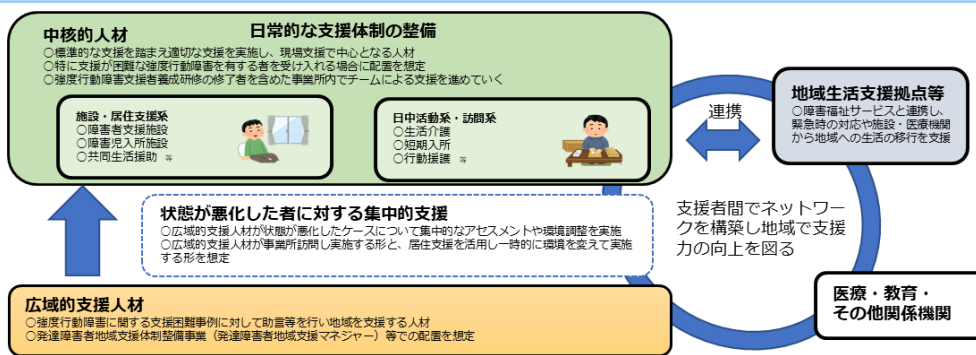 中核的人材
日常的な支援体制の整備
○標準的な支援を踏まえ適切な支援を実施し、現場支援で中心となる人材
○特に支援が困難な強度行動障害を有する者を受け入れる場合に配置を想定
○強度行動障害支援者養成研修の修了者を含めた事業所内でチームによる支援を進めていく
施設・居住支援系
○障害者支援施設
○障害児入所施設
○共同生活援助 等
日中活動系・訪問系
○生活介護
○短期入所
○行動援護 等
連携
地域生活支援拠点等
○障害福祉サービスと連携し、
緊急時の対応や施設・医療機関
から地域への生活の移行を支援
状態が悪化した者に対する集中的支援
○広域的支援人材が状態が悪化したケースについて集中的なアセスメントや環境調整を実施
○広域的支援人材が事業所訪問し実施する形と、居住支援を活用し一時的に環境を変えて実施
する形を想定
支援者間でネットワー
クを構築し地域で支援
力の向上を図る
広域的支援人材
○強度行動障害に関する支援困難事例に対して助言等を行い地域を支援する人材
○発達障害者地域支援体制整備事業（発達障害者地域支援マネジャー）等での配置を想定
医療・教育・
その他関係機関